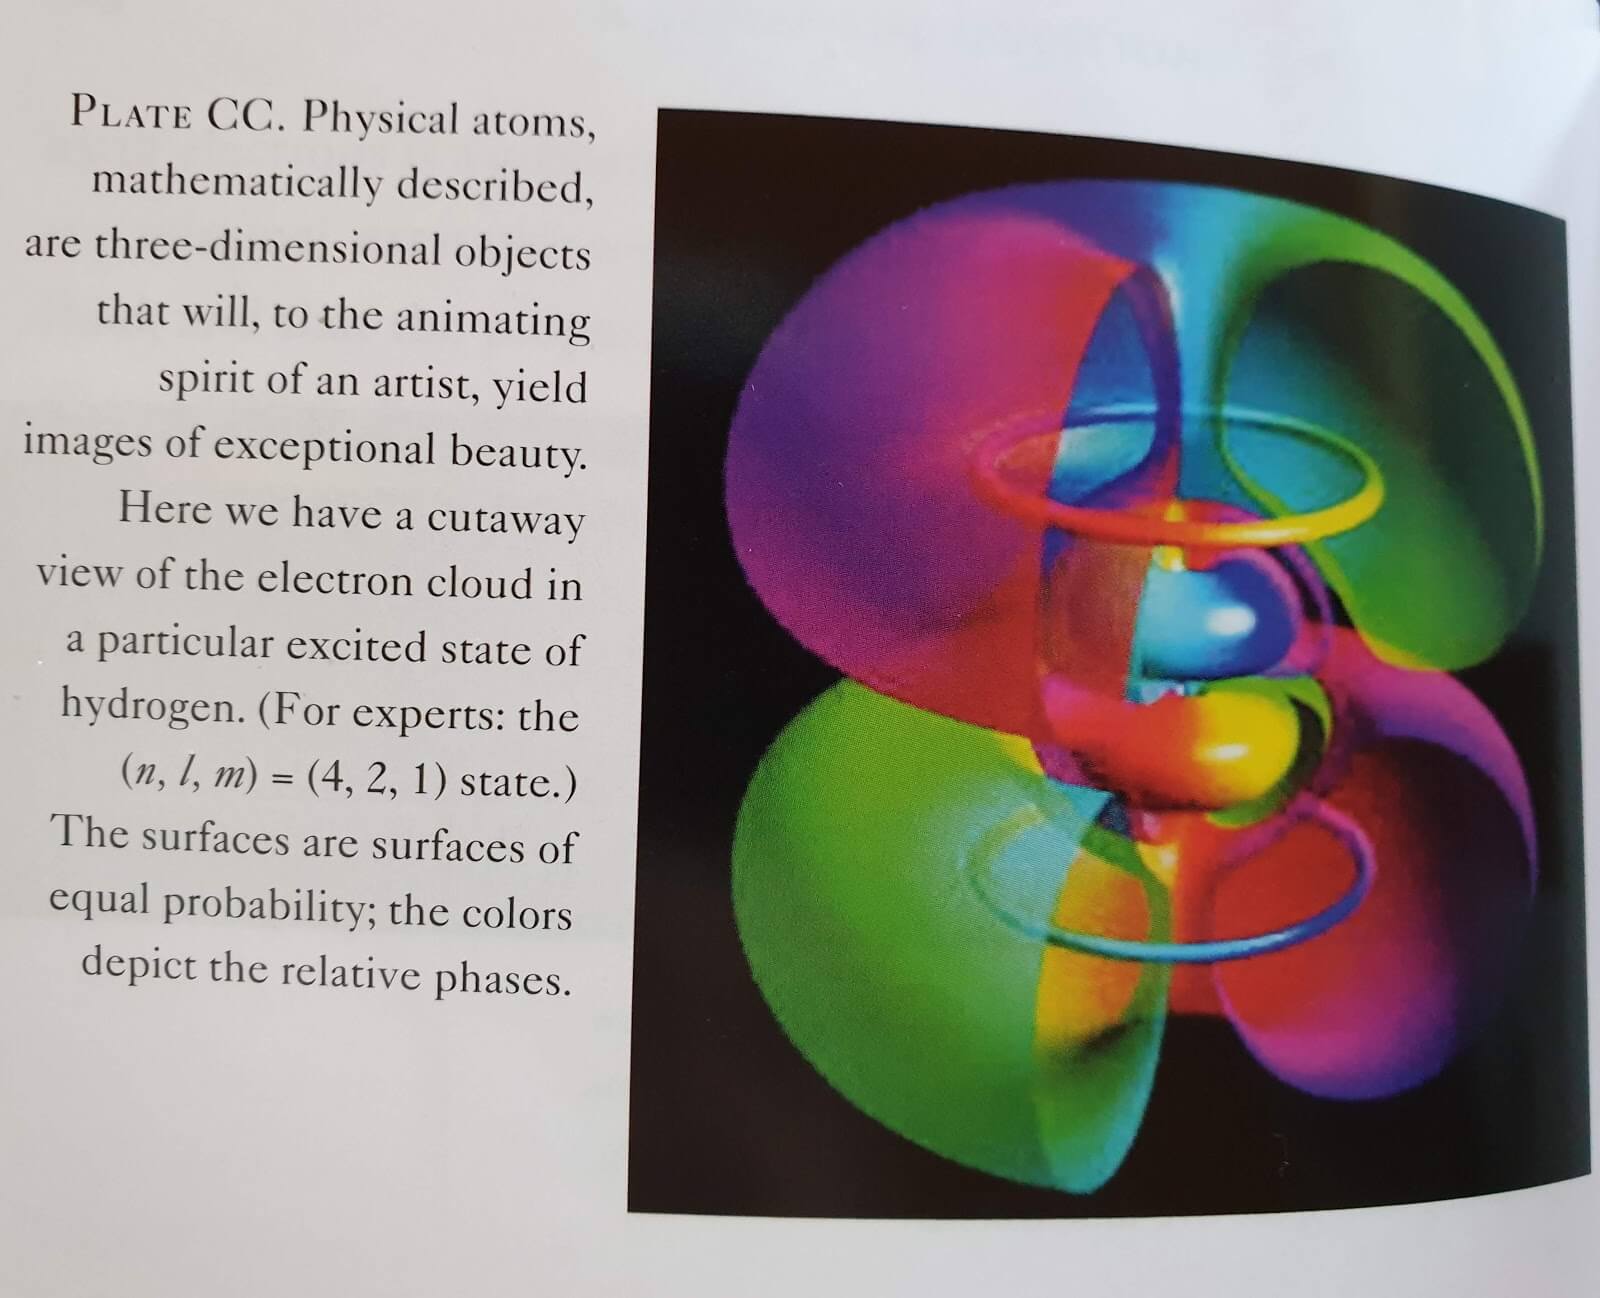 PLATE CC. Physical atoms,
mathematically described,
are three-dimensional objects
that will, to the animating
spirit of an artist, yield
images of exceptional beauty.
Here we have a cutaway
view of the electron cloud in
a particular excited state of
hydrogen. (For experts: the
(n, l, m) = (4, 2, 1) state.)
The surfaces are surfaces of
equal probability; the colors
depict the relative phases.